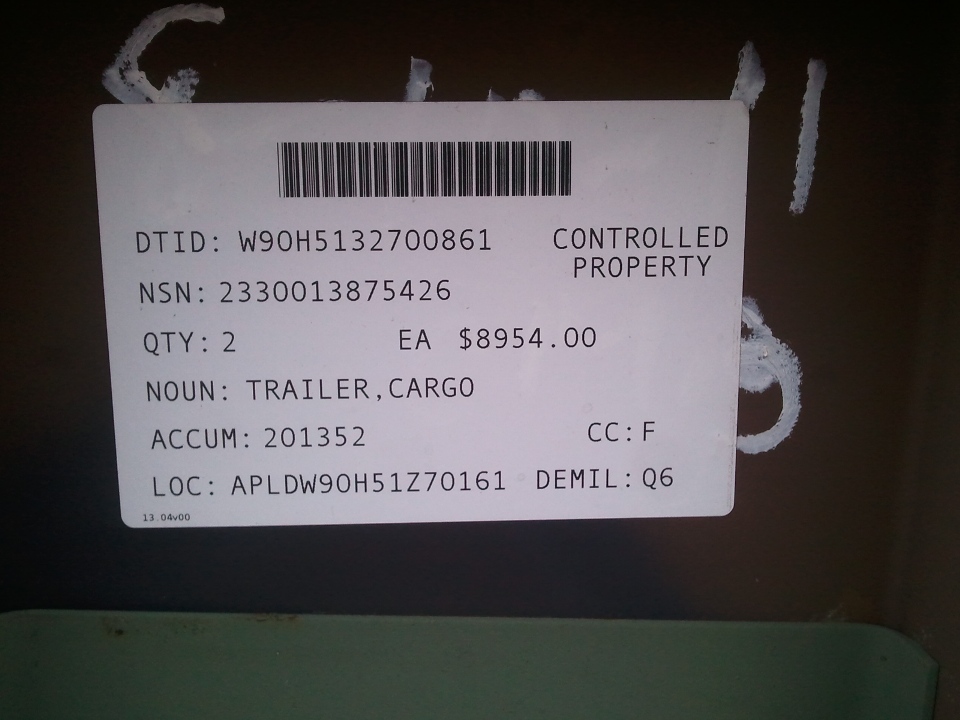 DTID: W90H5132700861 CONTROLLED
PROPERTY
NSN: 2330013875426
QTY: 2 EA $8954.00
NOUN: TRAILER,CARGO
ACCUM: 201352 CC:F
LOC: APLDW90H51Z70161 DEMIL:Q6
13.04v00